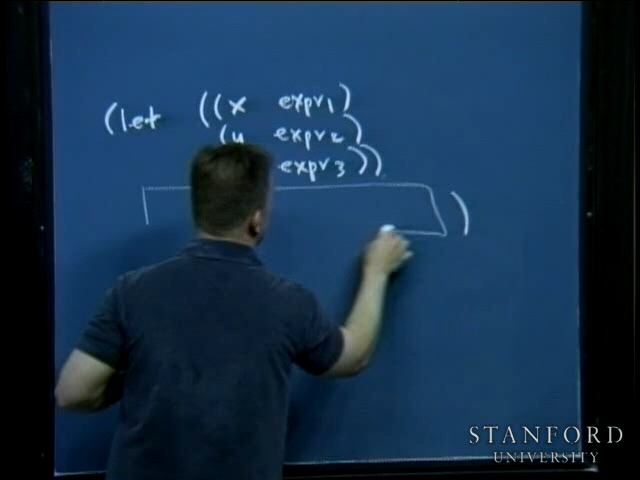 (let ((x expr1)
(y expr2)
expr3))
)
STANFORD
UNIVERSITY